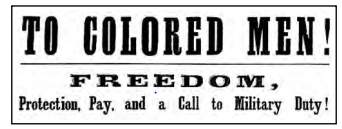 TO COLORED MEN!
FREEDOM,
Protection, Pay, and a Call to Military Duty!